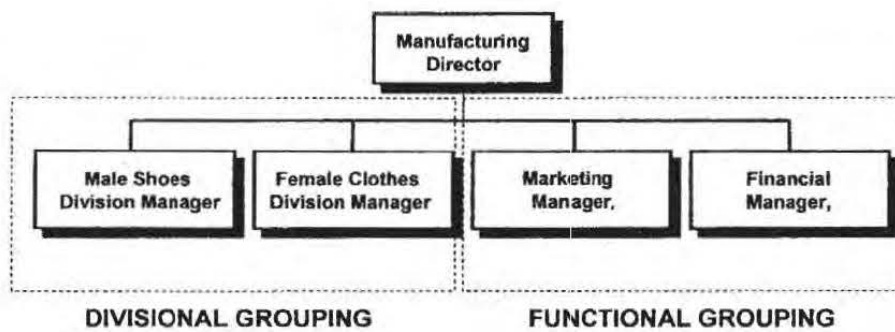 Manufacturing
Director
Male Shoes
Division Manager
Female Clothes
Division Manager
Marketing
Manager.
Financial
Manager,
DIVISIONAL GROUPING
FUNCTIONAL GROUPING